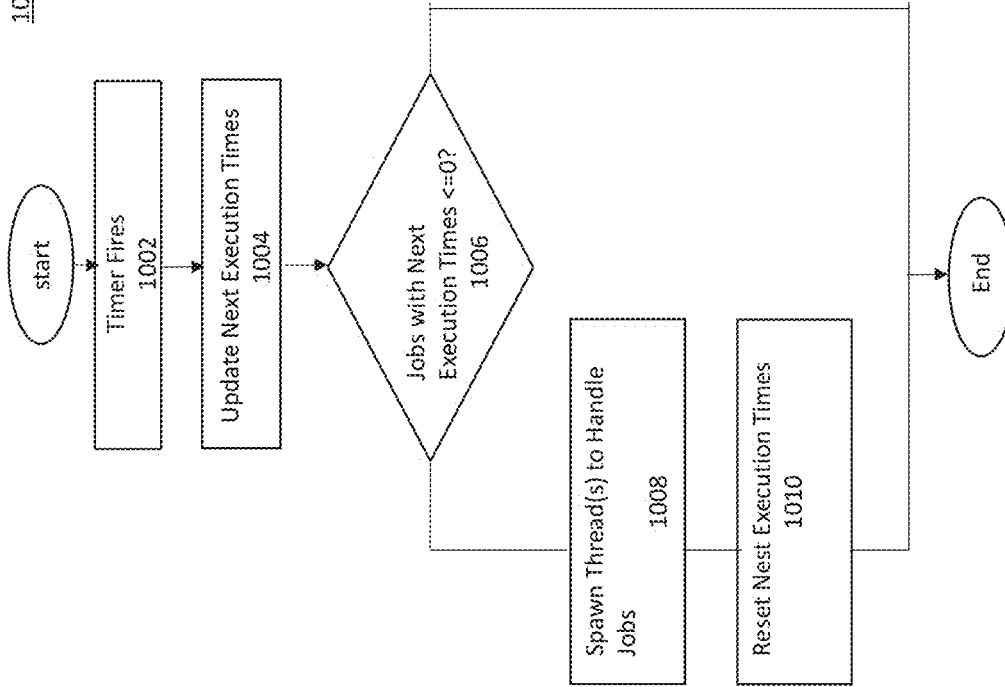 10
start
Timer Fires
1002
Update Next Execution Times
1004
Jobs with Next
Execution Times <=0?
1006
Spawn Thread(s) to Handle
1008
Jobs
Reset Nest Execution Times
1010
End